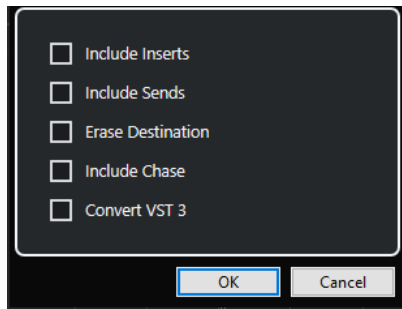 Include Inserts
Include Sends
Erase Destination
Include Chase
Convert VST 3
OK
Cancel